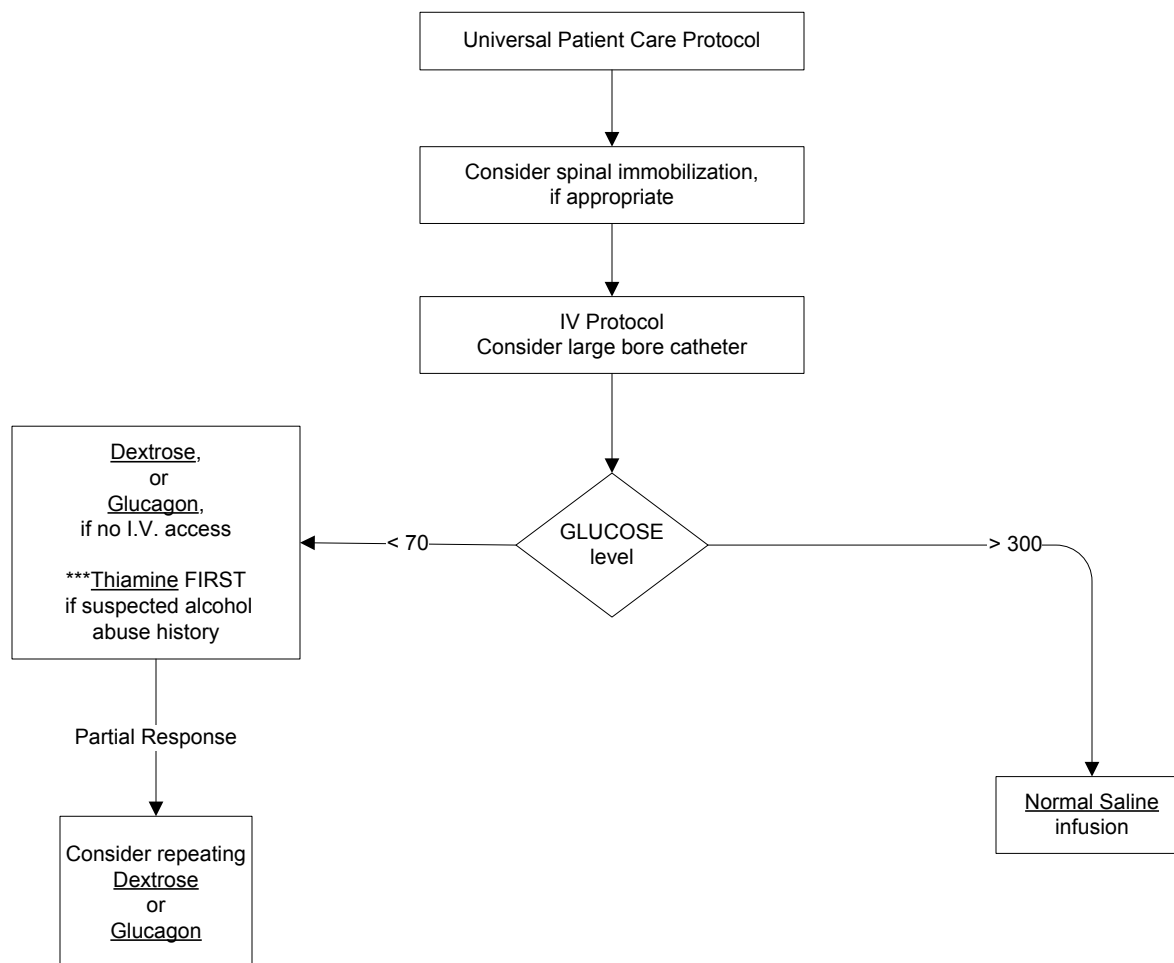 Universal Patient Care Protocol
Consider spinal immobilization,
if appropriate
IV Protocol
Consider large bore catheter
Dextrose,
or
Glucagon,
if no I.V. access
***Thiamine FIRST
if suspected alcohol
abuse history
< 70
GLUCOSE
level
> 300
Partial Response
Normal Saline
infusion
Consider repeating
Dextrose
or
Glucagon